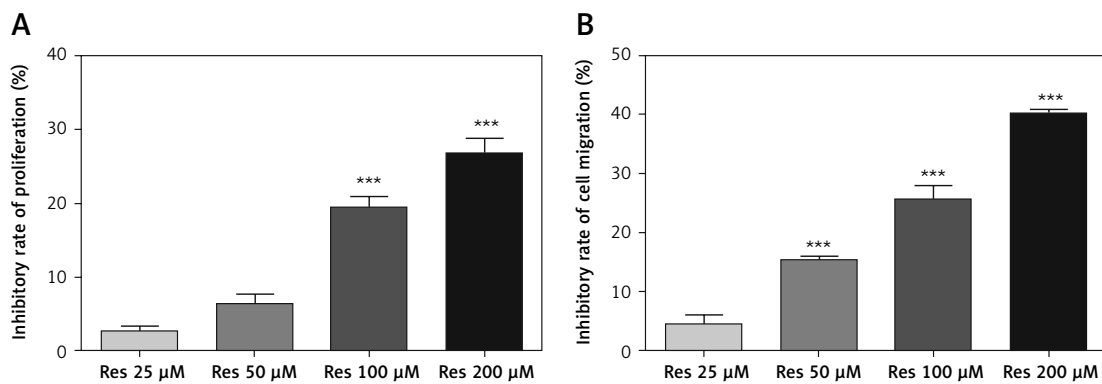 A
Inhibitory rate of proliferation (%)
40
30
20
10
0
***
***
Res 25 μM Res 50 μM Res 100 μM Res 200 μM
B
Inhibitory rate of cell migration (%)
50
40
30
20
10
0
***
***
***
Res 25 μM Res 50 μM Res 100 μM Res 200 μM